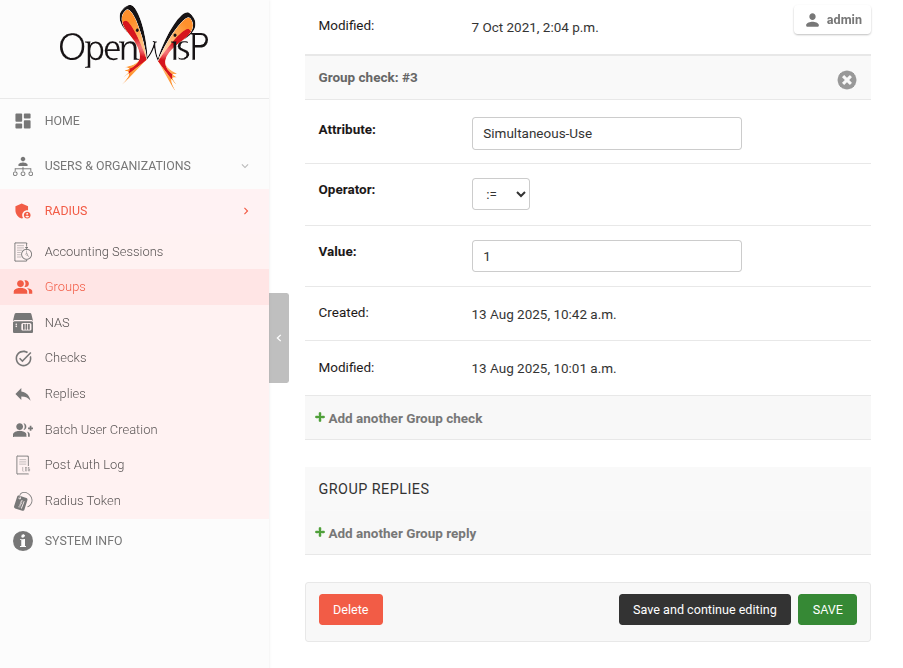 OpenWISP
Modified: 7 Oct 2021, 2:04 p.m.
admin
Group check: #3
HOME
Attribute: Simultaneous-Use
USERS & ORGANIZATIONS
Operator: :=
RADIUS
Accounting Sessions
Value: 1
Groups
Created: 13 Aug 2025, 10:42 a.m.
NAS
Checks
Modified: 13 Aug 2025, 10:01 a.m.
Replies
+ Add another Group check
Batch User Creation
Post Auth Log
GROUP REPLIES
Radius Token
+ Add another Group reply
SYSTEM INFO
Delete
Save and continue editing
SAVE